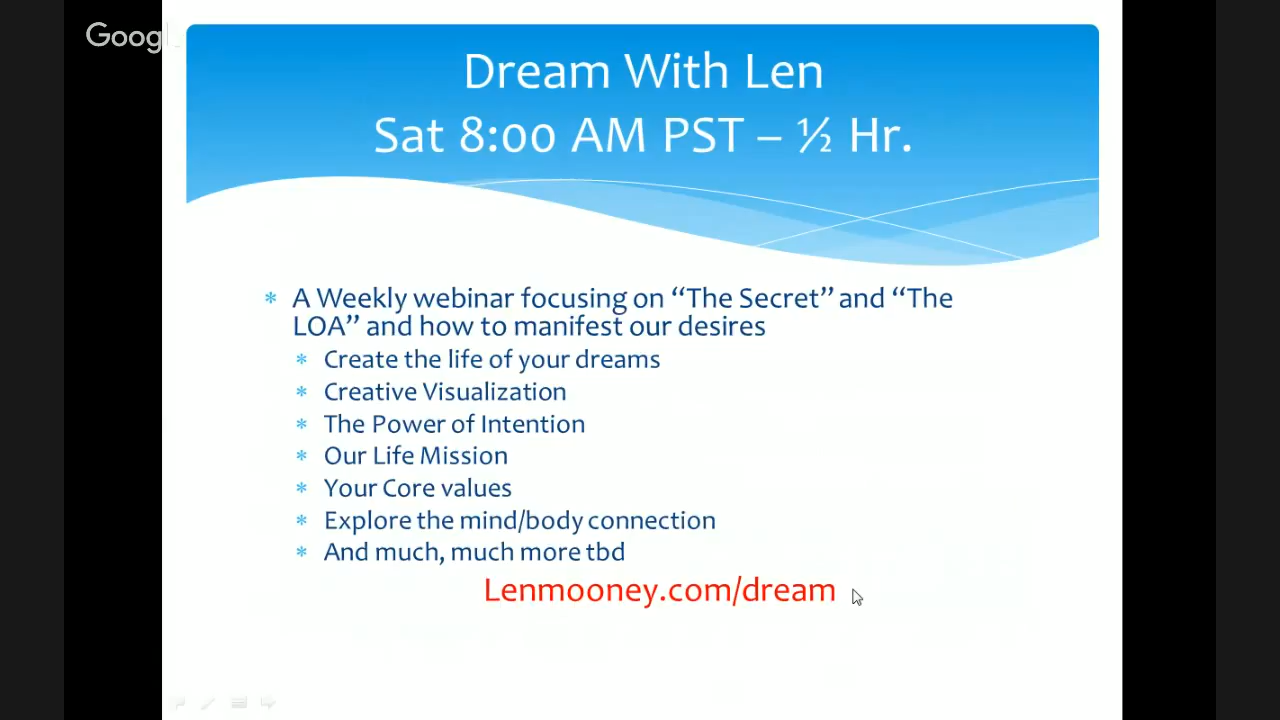 Google
Dream With Len
Sat 8:00 AM PST – ½ Hr.
* A Weekly webinar focusing on “The Secret” and “The
LOA” and how to manifest our desires
* Create the life of your dreams
* Creative Visualization
* The Power of Intention
* Our Life Mission
* Your Core values
* Explore the mind/body connection
* And much, much more tbd
Lenmooney.com/dream